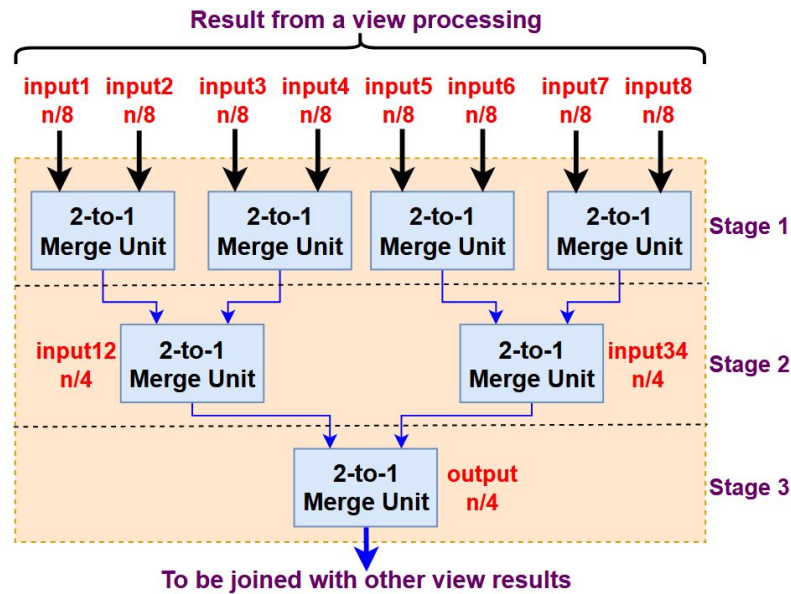 Result from a view processing
input1 input2 input3 input4 input5 input6 input7 input8
n/8 n/8 n/8 n/8 n/8 n/8 n/8 n/8
2-to-1 2-to-1 2-to-1 2-to-1
Merge Unit Merge Unit Merge Unit Merge Unit
Stage 1
input12
n/4
2-to-1
Merge Unit
2-to-1
Merge Unit
input34
n/4
Stage 2
2-to-1
Merge Unit
output
n/4
Stage 3
To be joined with other view results